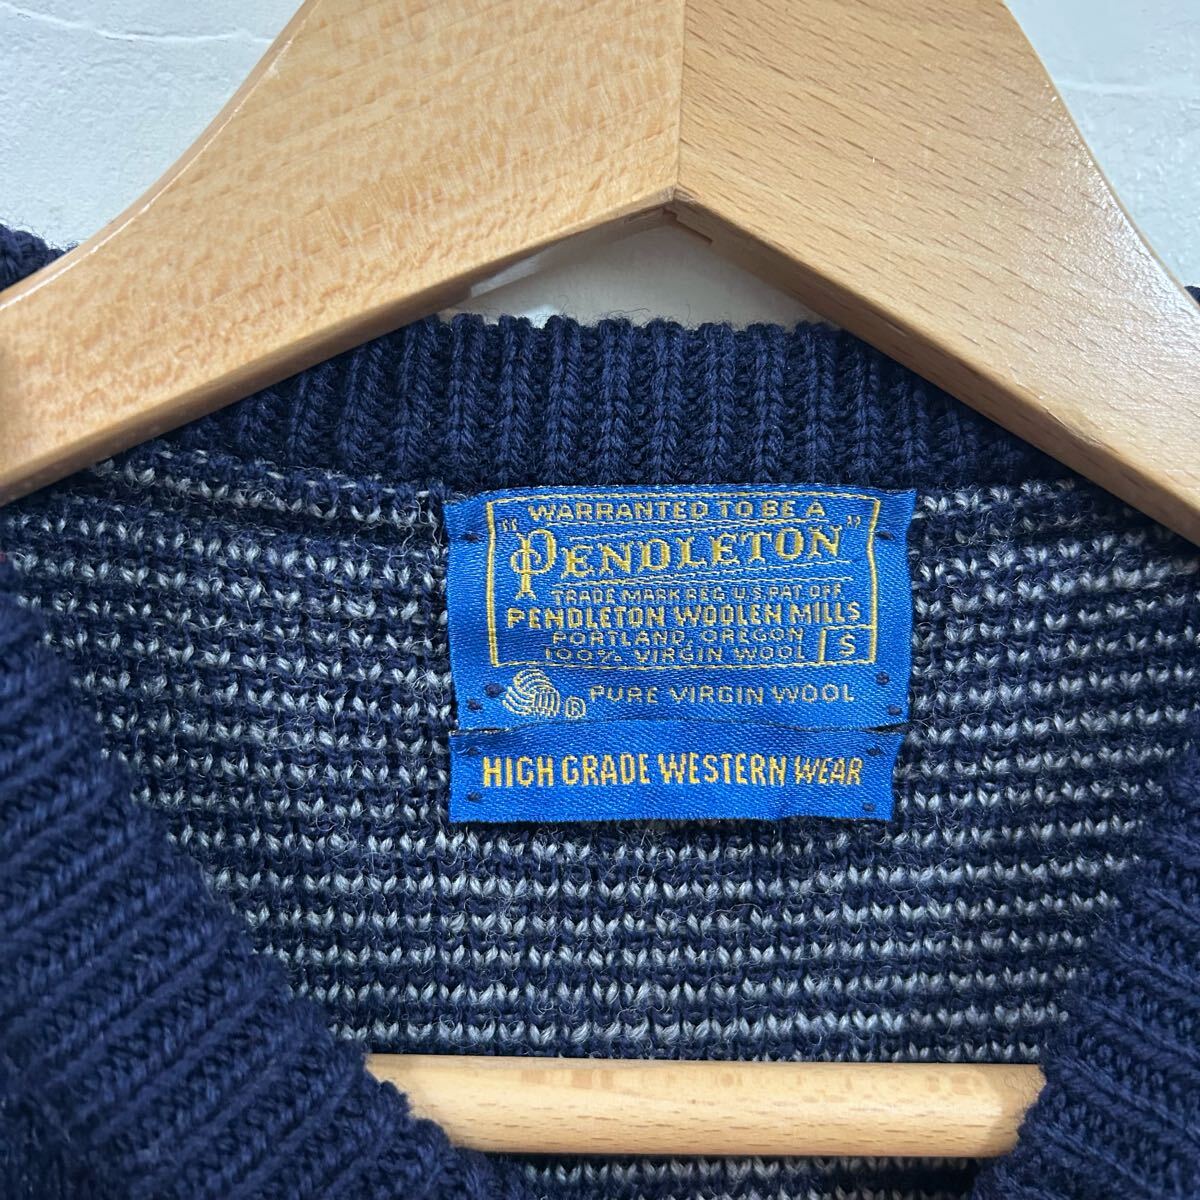 WARRANTED TO BE A
"PENDLETON"
TRADE MARK REG. U.S. PAT. OFF.
PENDLETON WOOLEN MILLS
PORTLAND, OREGON
100% VIRGIN WOOL S
® PURE VIRGIN WOOL
HIGH GRADE WESTERN WEAR